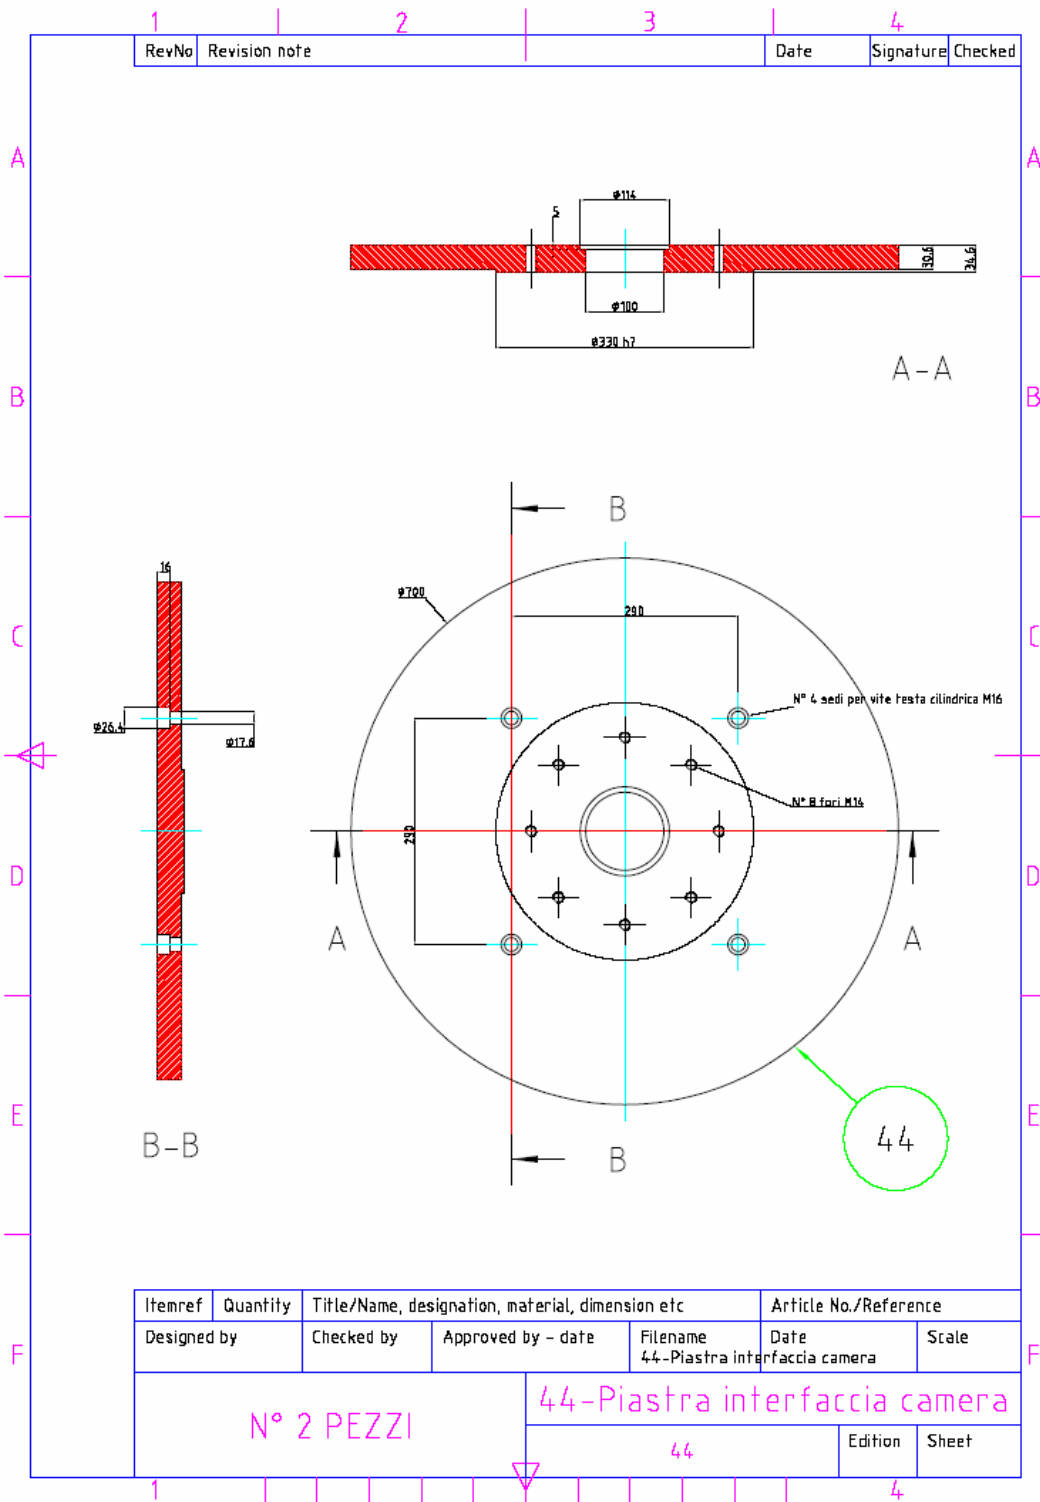 1 2 3 4
RevNo Revision note Date Signature Checked
A A
ø114
5
30.6
34.6
ø100
ø330 h7
A-A
B B
B
16
ø700
290
C C
N° 4 sedi per vite testa cilindrica M16
ø26.4
ø17.6
N° 8 fori M14
290
D D
A A
E E
44
B-B
B
Itemref Quantity Title/Name, designation, material, dimension etc Article No./Reference
Designed by Checked by Approved by - date Filename Date Scale
44-Piastra interfaccia camera
F F
44-Piastra interfaccia camera
N° 2 PEZZI
44 Edition Sheet
1 4